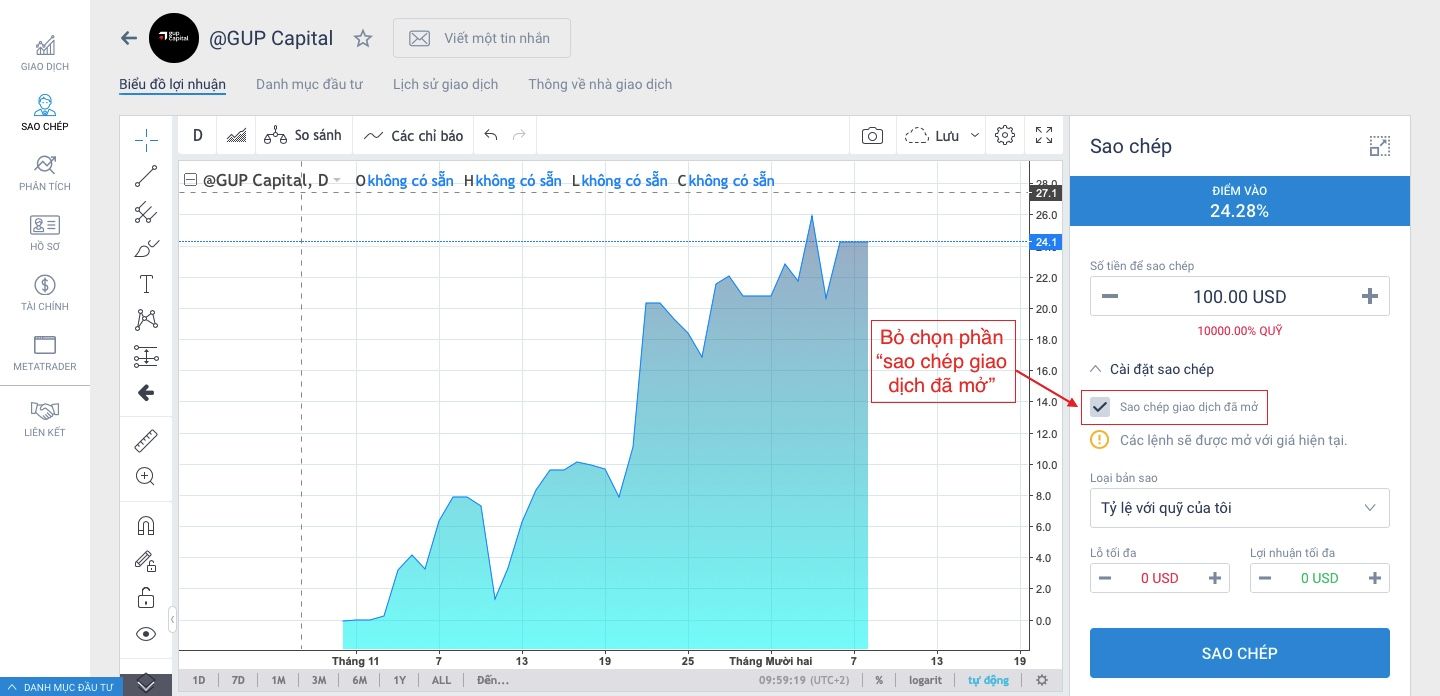 GIAO DỊCH
SAO CHÉP
PHÂN TÍCH
HỒ SƠ
TÀI CHÍNH
METATRADER
LIÊN KẾT
DANH MỤC ĐẦU TƯ
gup
Capital
@GUP Capital
Viết một tin nhắn
Biểu đồ lợi nhuận
Danh mục đầu tư
Lịch sử giao dịch
Thông về nhà giao dịch
D
So sánh
Các chỉ báo
Lưu
@GUP Capital, D
Okhông có sẵn
Hkhông có sẵn
Lkhông có sẵn
Ckhông có sẵn
28.0
27.1
26.0
24.1
22.0
20.0
18.0
16.0
14.0
12.0
10.0
8.0
6.0
4.0
2.0
0.0
Bỏ chọn phần
“sao chép giao
dịch đã mở”
Tháng 11
7
13
19
25
Tháng Mười hai
7
13
19
1D
7D
1M
3M
6M
1Y
ALL
Đến...
09:59:19 (UTC+2)
%
logarit
tự động
Sao chép
ĐIỂM VÀO
24.28%
Số tiền để sao chép
100.00 USD
10000.00% QUỸ
Cài đặt sao chép
Sao chép giao dịch đã mở
Các lệnh sẽ được mở với giá hiện tại.
Loại bản sao
Tỷ lệ với quỹ của tôi
Lỗ tối đa
Lợi nhuận tối đa
0 USD
0 USD
SAO CHÉP